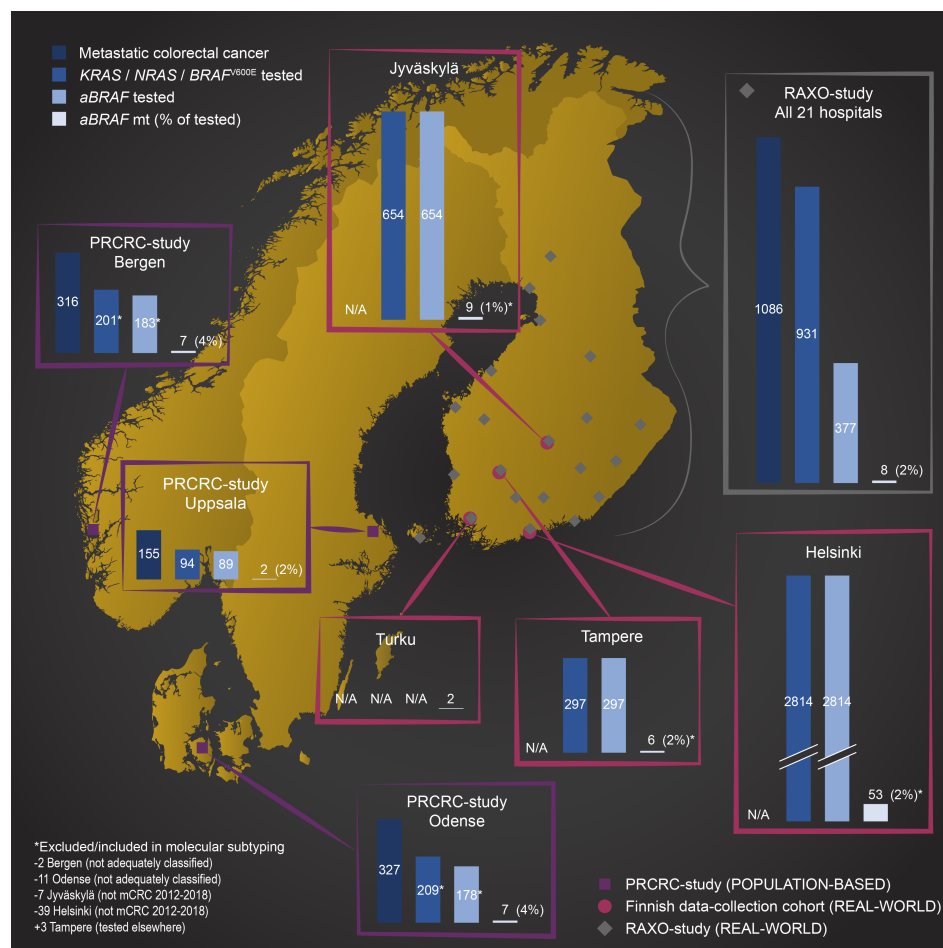 Metastatic colorectal cancer
KRAS / NRAS / BRAFV600E tested
aBRAF tested
aBRAF mt (% of tested)
Jyväskylä
654
654
N/A
9 (1%)*
RAXO-study
All 21 hospitals
1086
931
377
8 (2%)
PRCRC-study
Bergen
316
201*
183*
7 (4%)
PRCRC-study
Uppsala
155
94
89
2 (2%)
Turku
N/A N/A N/A 2
Tampere
297
297
N/A
6 (2%)*
Helsinki
2814
2814
N/A
53 (2%)*
PRCRC-study
Odense
327
209*
178*
7 (4%)
*Excluded/included in molecular subtyping
-2 Bergen (not adequately classified)
-11 Odense (not adequately classified)
-7 Jyväskylä (not mCRC 2012-2018)
-39 Helsinki (not mCRC 2012-2018)
+3 Tampere (tested elsewhere)
PRCRC-study (POPULATION-BASED)
Finnish data-collection cohort (REAL-WORLD)
RAXO-study (REAL-WORLD)